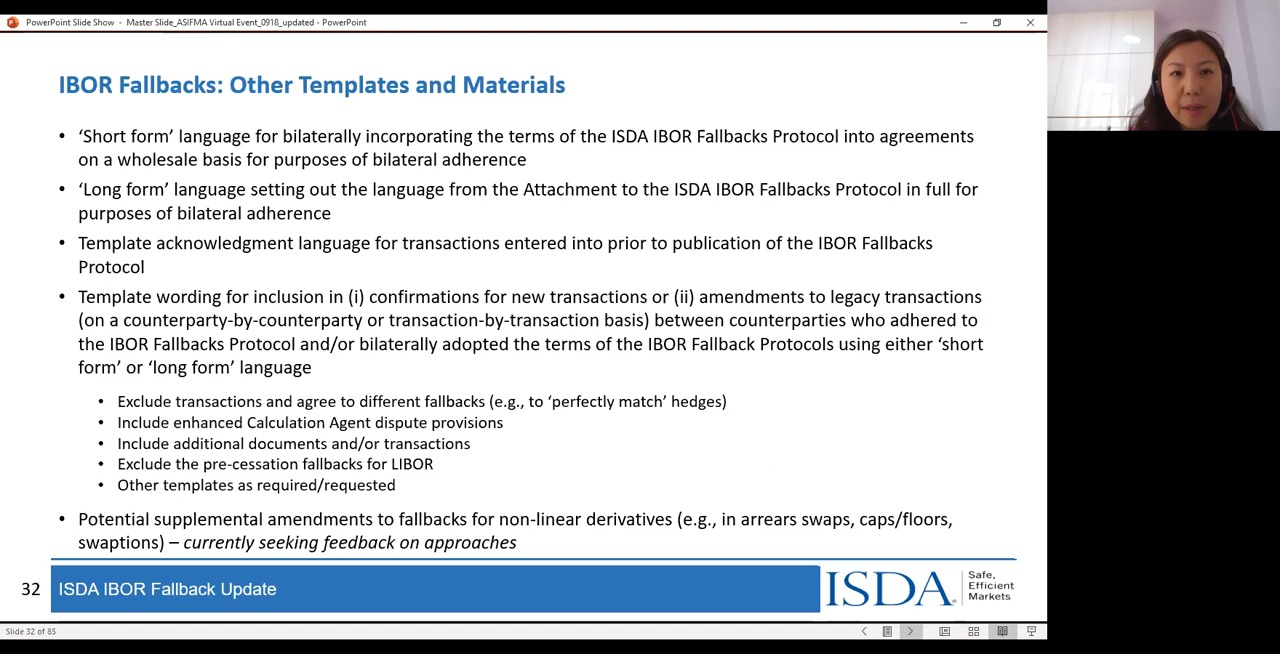 PowerPoint Slide Show - Master Slide_ASIFMA Virtual Event_0918_updated - PowerPoint
IBOR Fallbacks: Other Templates and Materials
• ‘Short form’ language for bilaterally incorporating the terms of the ISDA IBOR Fallbacks Protocol into agreements
on a wholesale basis for purposes of bilateral adherence
• ‘Long form’ language setting out the language from the Attachment to the ISDA IBOR Fallbacks Protocol in full for
purposes of bilateral adherence
• Template acknowledgment language for transactions entered into prior to publication of the IBOR Fallbacks
Protocol
• Template wording for inclusion in (i) confirmations for new transactions or (ii) amendments to legacy transactions
(on a counterparty-by-counterparty or transaction-by-transaction basis) between counterparties who adhered to
the IBOR Fallbacks Protocol and/or bilaterally adopted the terms of the IBOR Fallback Protocols using either ‘short
form’ or ‘long form’ language
• Exclude transactions and agree to different fallbacks (e.g., to ‘perfectly match’ hedges)
• Include enhanced Calculation Agent dispute provisions
• Include additional documents and/or transactions
• Exclude the pre-cessation fallbacks for LIBOR
• Other templates as required/requested
• Potential supplemental amendments to fallbacks for non-linear derivatives (e.g., in arrears swaps, caps/floors,
swaptions) – currently seeking feedback on approaches
32
ISDA IBOR Fallback Update
ISDA®
Safe,
Efficient
Markets
Slide 32 of 85